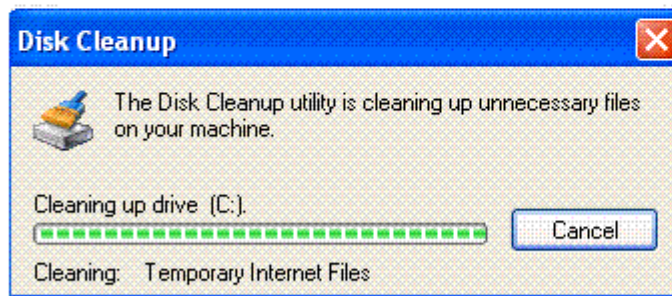 Disk Cleanup
The Disk Cleanup utility is cleaning up unnecessary files
on your machine.
Cleaning up drive (C:).
Cancel
Cleaning: Temporary Internet Files